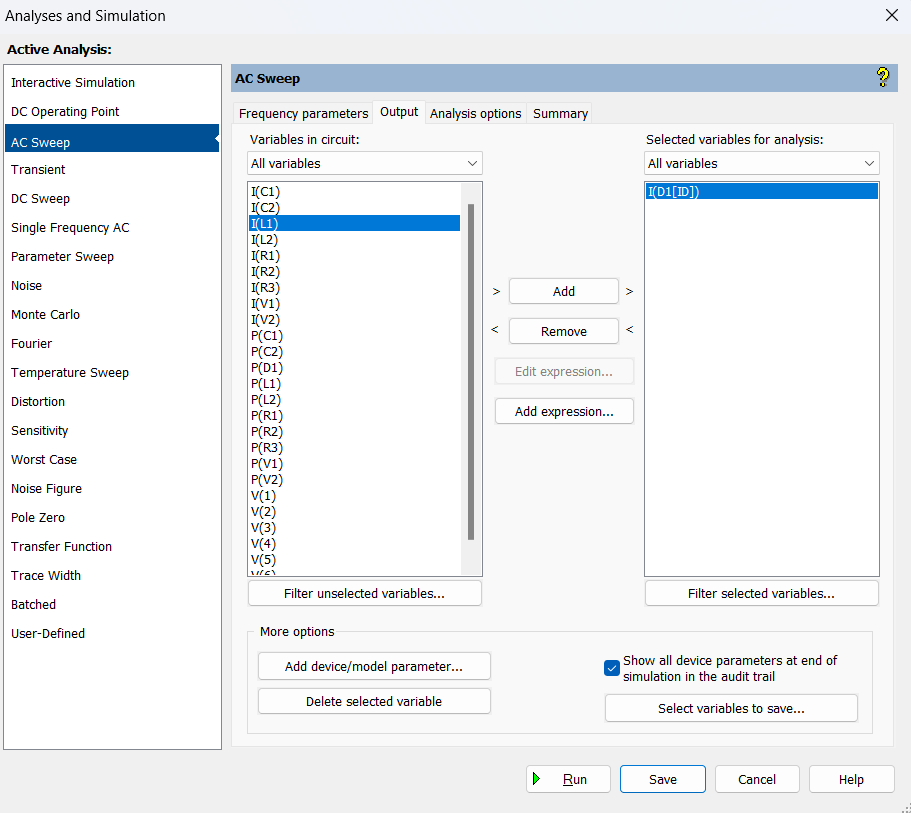 Analyses and Simulation
Active Analysis:
Interactive Simulation
DC Operating Point
AC Sweep
Transient
DC Sweep
Single Frequency AC
Parameter Sweep
Noise
Monte Carlo
Fourier
Temperature Sweep
Distortion
Sensitivity
Worst Case
Noise Figure
Pole Zero
Transfer Function
Trace Width
Batched
User-Defined
AC Sweep
?
Frequency parameters Output Analysis options Summary
Variables in circuit:
All variables
I(C1)
I(C2)
I(L1)
I(L2)
I(R1)
I(R2)
I(R3)
I(V1)
I(V2)
P(C1)
P(C2)
P(D1)
P(L1)
P(L2)
P(R1)
P(R2)
P(R3)
P(V1)
P(V2)
V(1)
V(2)
V(3)
V(4)
V(5)
V(6)
Filter unselected variables...
> Add >
< Remove <
Edit expression...
Add expression...
Selected variables for analysis:
All variables
I(D1[ID])
Filter selected variables...
More options
Add device/model parameter...
Delete selected variable
Show all device parameters at end of
simulation in the audit trail
Select variables to save...
Run Save Cancel Help